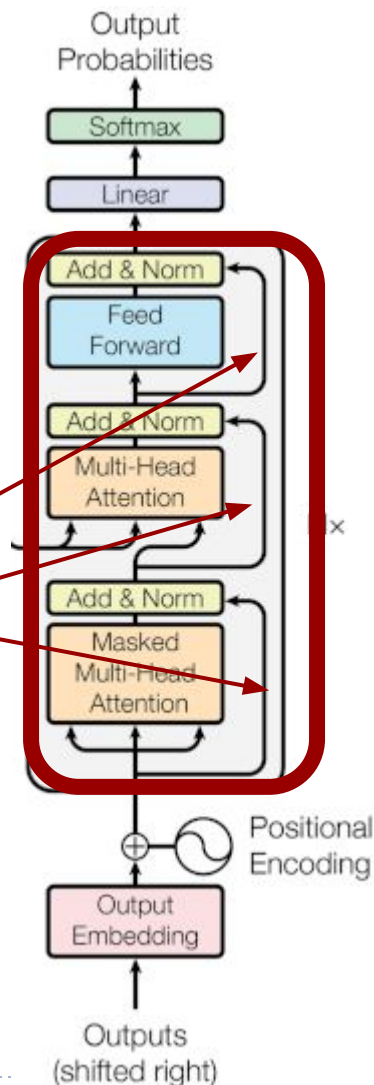 Output
Probabilities
Softmax
Linear
Add & Norm
Feed
Forward
Add & Norm
Multi-Head
Attention
Add & Norm
Masked
Multi-Head
Attention
Positional
Encoding
Output
Embedding
Outputs
(shifted right)